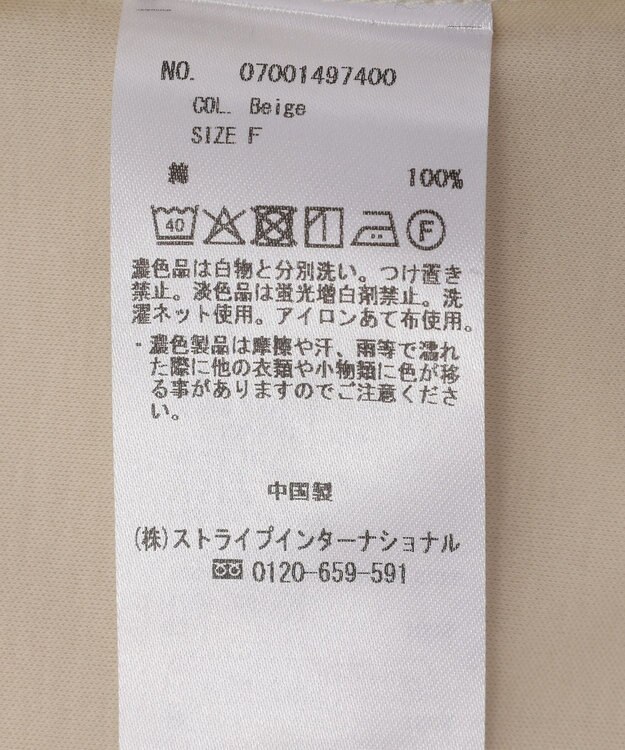 NO. 07001497400
COL. Beige
SIZE F
綿 100%
40 F
濃色品は白物と分別洗い。つけ置き
禁止。淡色品は蛍光増白剤禁止。洗
濯ネット使用。アイロンあて布使用。
・濃色製品は摩擦や汗、雨等で濡れ
た際に他の衣類や小物類に色が移
る事がありますのでご注意くださ
い。
中国製
(株)ストライプインターナショナル
0120-659-591